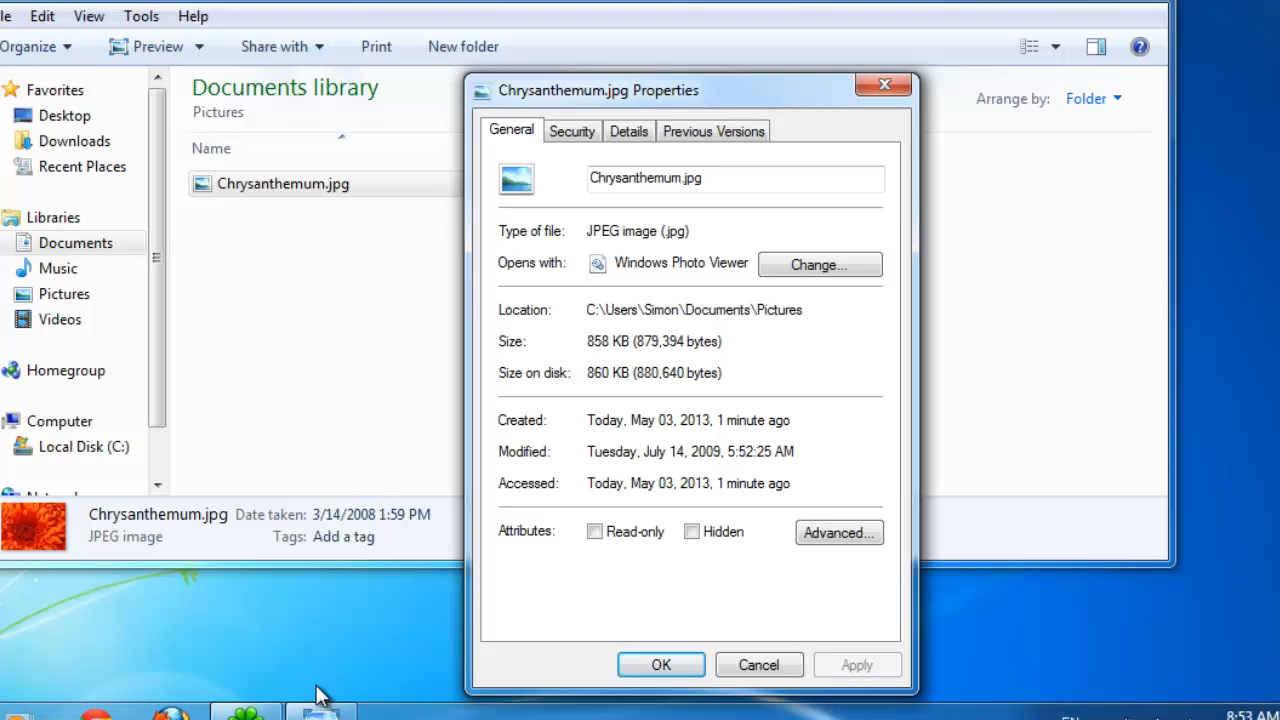 le Edit View Tools Help
Organize Preview Share with Print New folder
Favorites
Desktop
Downloads
Recent Places
Libraries
Documents
Music
Pictures
Videos
Homegroup
Computer
Local Disk (C:)
Documents library
Pictures
Arrange by: Folder
Name
Chrysanthemum.jpg
Chrysanthemum.jpg Date taken: 3/14/2008 1:59 PM
JPEG image Tags: Add a tag
Chrysanthemum.jpg Properties
General Security Details Previous Versions
Chrysanthemum.jpg
Type of file: JPEG image (.jpg)
Opens with: Windows Photo Viewer Change...
Location: C:\Users\Simon\Documents\Pictures
Size: 858 KB (879,394 bytes)
Size on disk: 860 KB (880,640 bytes)
Created: Today, May 03, 2013, 1 minute ago
Modified: Tuesday, July 14, 2009, 5:52:25 AM
Accessed: Today, May 03, 2013, 1 minute ago
Attributes: Read-only Hidden Advanced...
OK Cancel Apply
8:53 AM